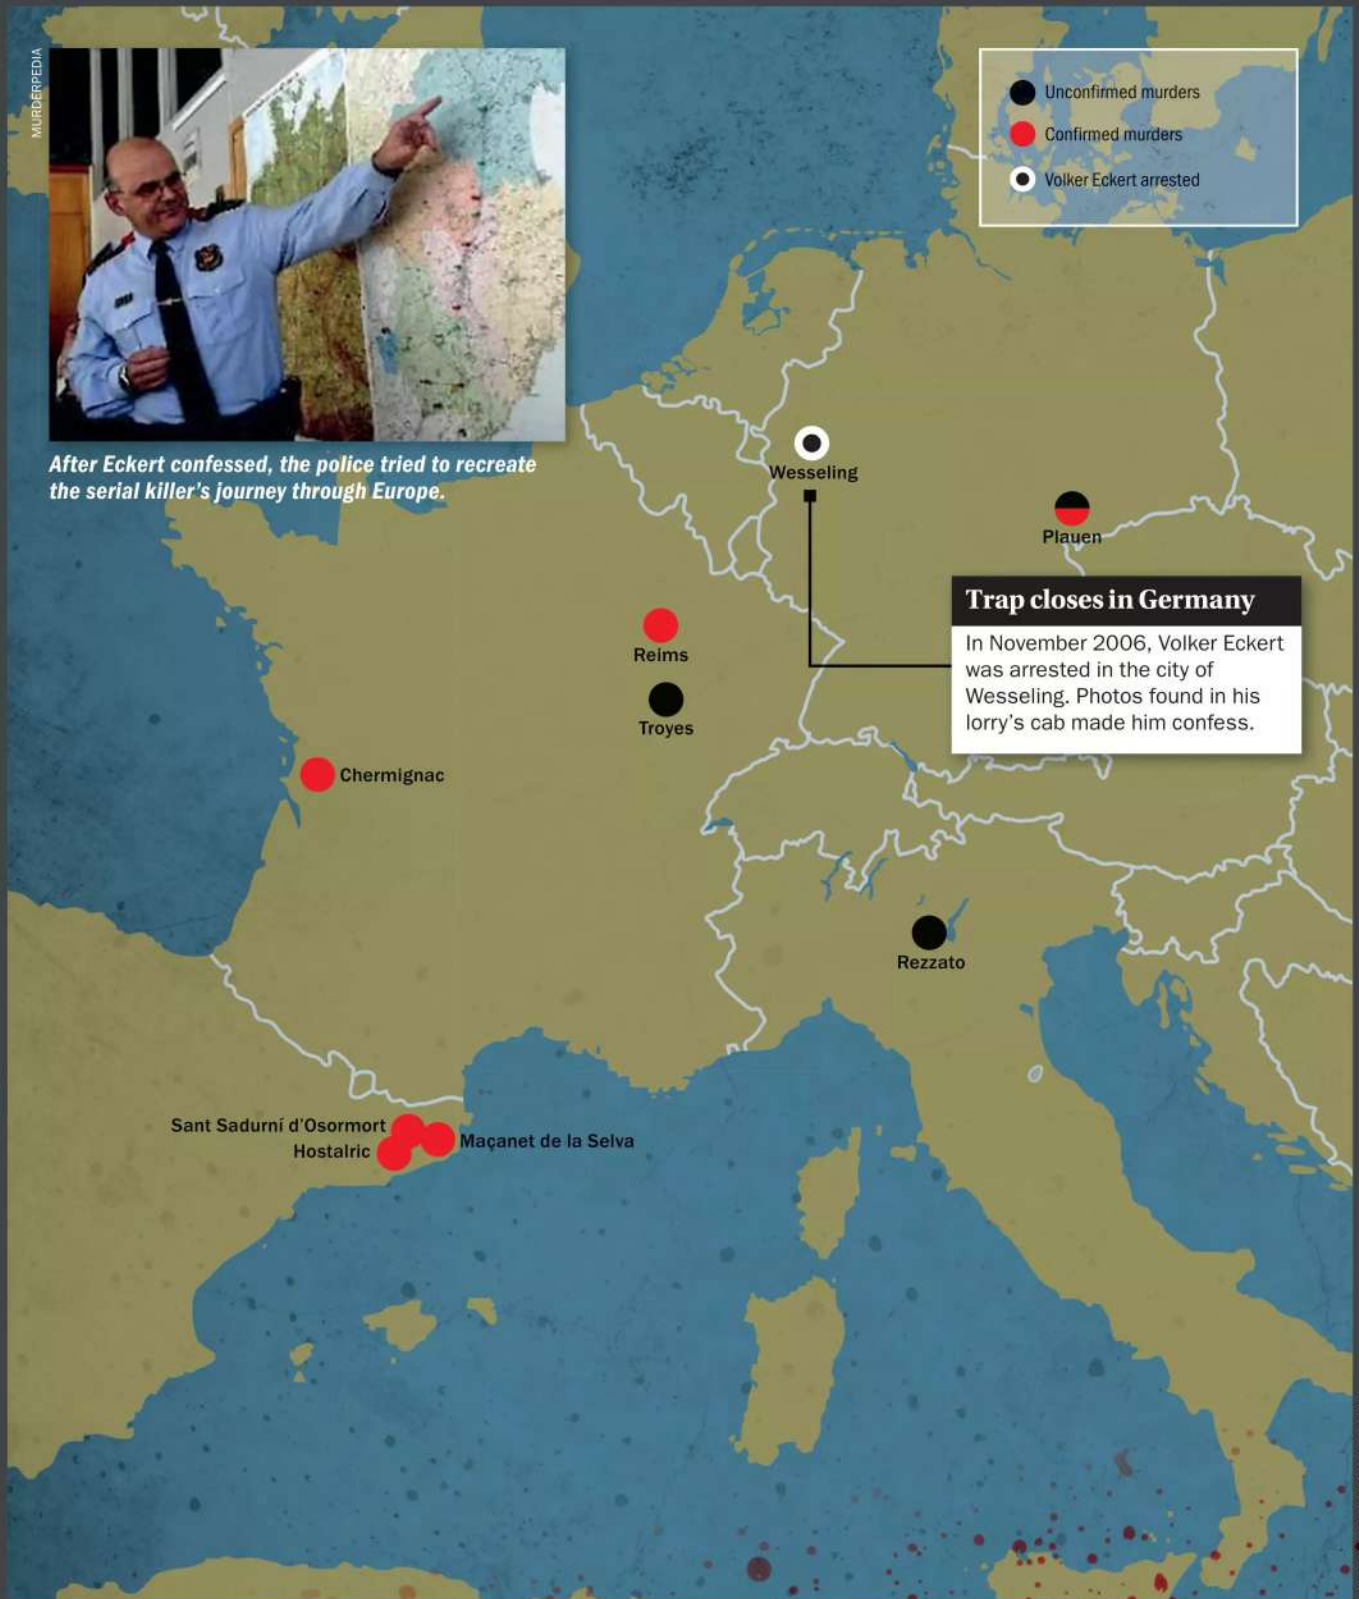 MURDERPEDIA
After Eckert confessed, the police tried to recreate
the serial killer's journey through Europe.
Unconfirmed murders
Confirmed murders
Volker Eckert arrested
Wesseling
Plauen
Trap closes in Germany
In November 2006, Volker Eckert
was arrested in the city of
Wesseling. Photos found in his
lorry's cab made him confess.
Reims
Troyes
Chermignac
Rezzato
Sant Sadurní d'Osormort
Hostalric
Maçanet de la Selva